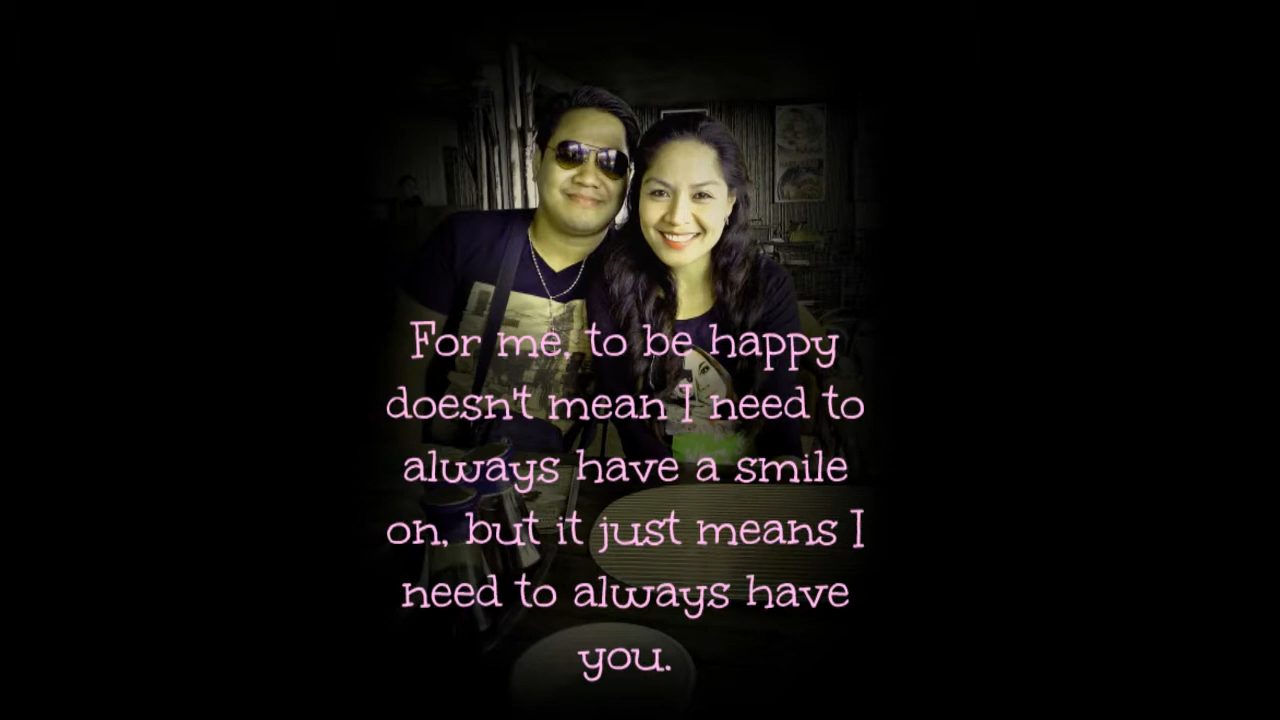 For me, to be happy
doesn't mean I need to
always have a smile
on, but it just means I
need to always have
you.